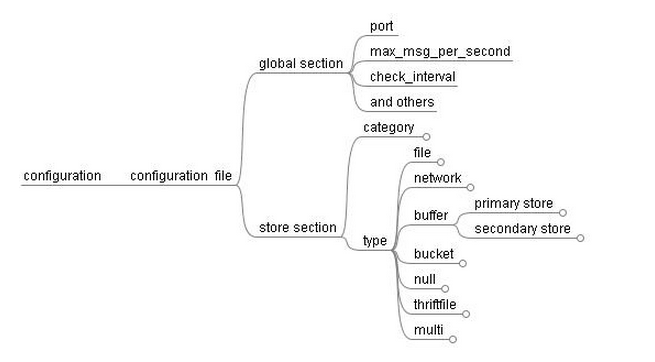 port
max_msg_per_second
global section
check_interval
and others
category
file
configuration configuration file
network
primary store
buffer
secondary store
store section
type
bucket
null
thriftfile
multi